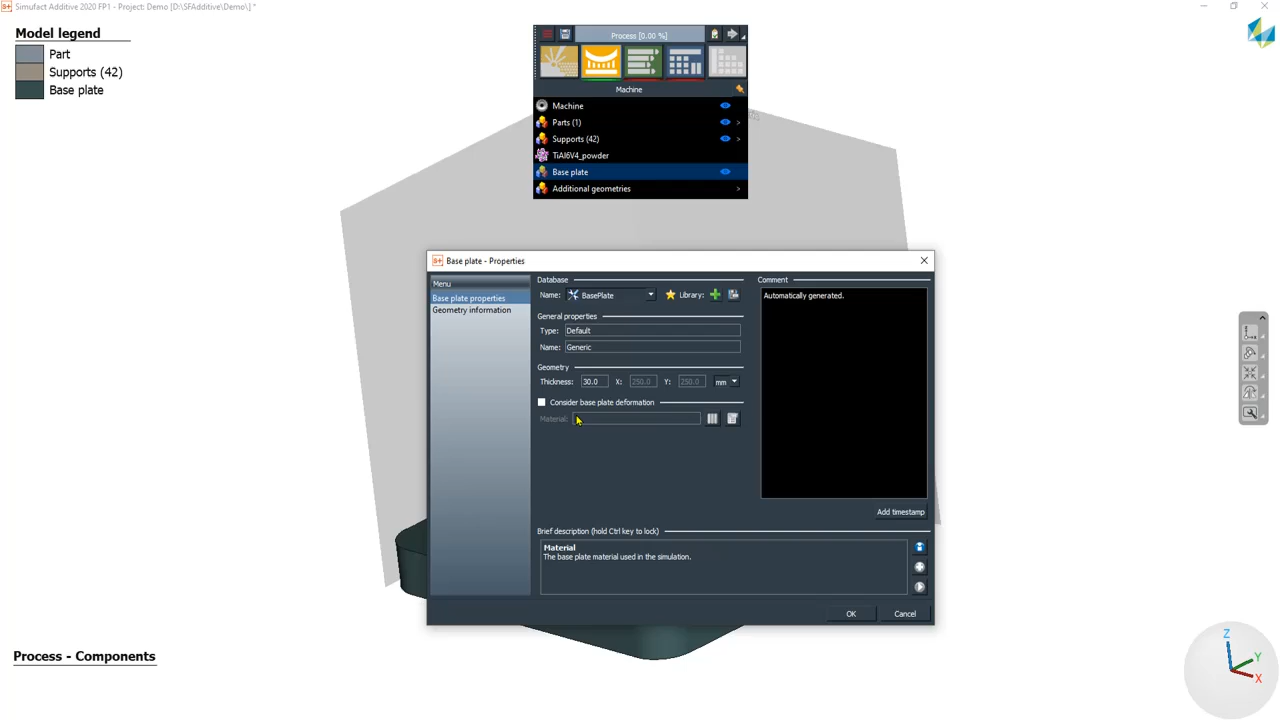 Simufact Additive 2020 FP1 - Project: Demo [D:\SFAdditive\Demo\] *
Model legend
Part
Supports (42)
Base plate
Process [0.00 %]
Machine
Machine
Parts (1)
Supports (42)
TiAl6V4_powder
Base plate
Additional geometries
Base plate - Properties
Menu
Base plate properties
Geometry information
Database
Name: BasePlate Library:
General properties
Type: Default
Name: Generic
Geometry
Thickness: 30.0 X: 250.0 Y: 250.0 mm
Consider base plate deformation
Material:
Comment
Automatically generated.
Add timestamp
Brief description (hold Ctrl key to lock)
Material
The base plate material used in the simulation.
OK Cancel
Process - Components
Z
Y
X